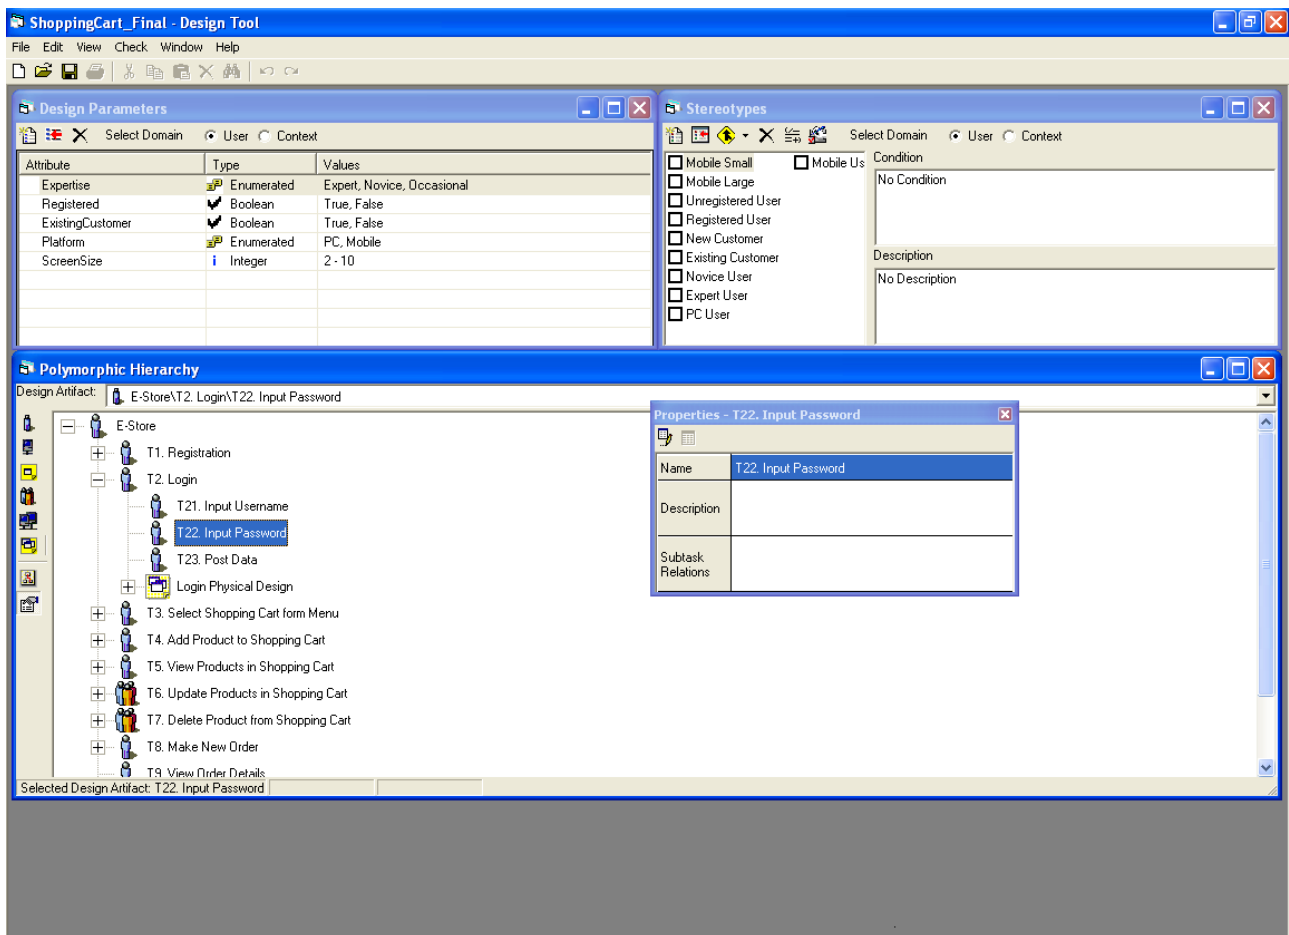 ShoppingCart_Final - Design Tool
File Edit View Check Window Help
Design Parameters
Select Domain User Context
Attribute Type Values
Expertise Enumerated Expert, Novice, Occasional
Registered Boolean True, False
ExistingCustomer Boolean True, False
Platform Enumerated PC, Mobile
ScreenSize Integer 2 - 10
Stereotypes
Select Domain User Context
Mobile Small Mobile Us
Mobile Large
Unregistered User
Registered User
New Customer
Existing Customer
Novice User
Expert User
PC User
Condition
No Condition
Description
No Description
Polymorphic Hierarchy
Design Artifact: E-Store\T2. Login\T22. Input Password
E-Store
T1. Registration
T2. Login
T21. Input Username
T22. Input Password
T23. Post Data
Login Physical Design
T3. Select Shopping Cart form Menu
T4. Add Product to Shopping Cart
T5. View Products in Shopping Cart
T6. Update Products in Shopping Cart
T7. Delete Product from Shopping Cart
T8. Make New Order
T9. View Order Details
Properties - T22. Input Password
Name T22. Input Password
Description
Subtask
Relations
Selected Design Artifact: T22. Input Password